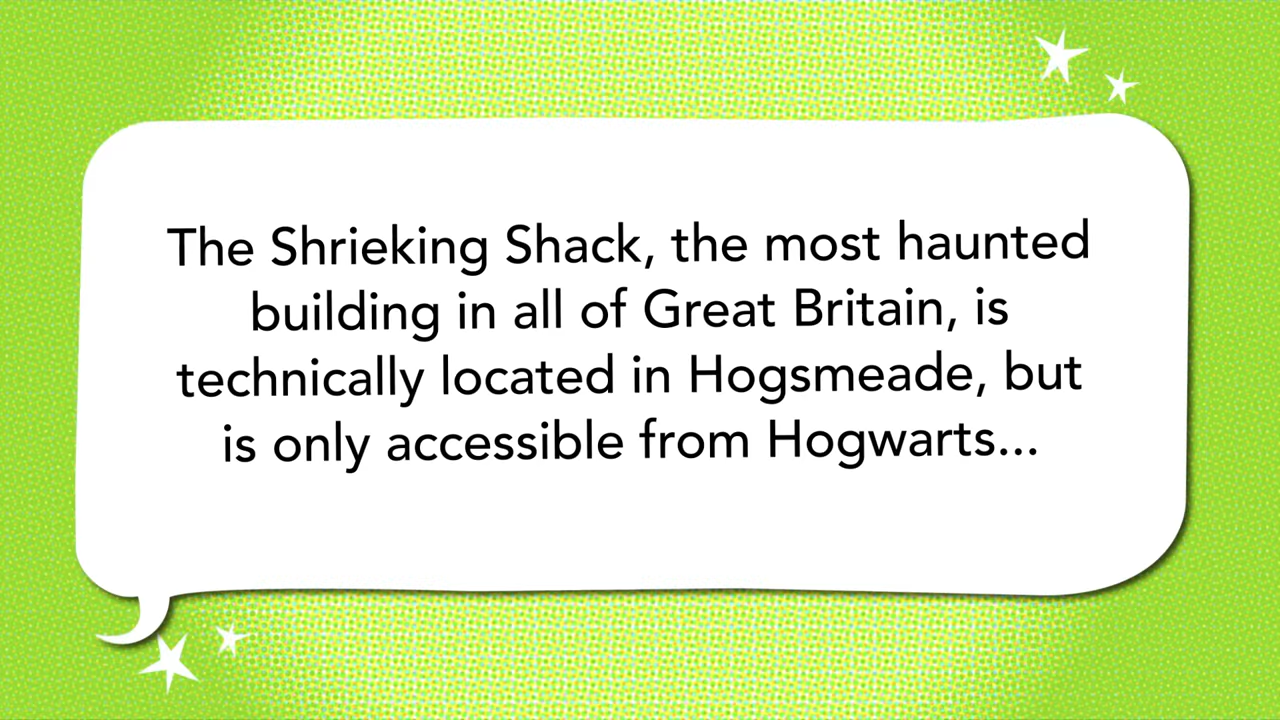 The Shrieking Shack, the most haunted
building in all of Great Britain, is
technically located in Hogsmeade, but
is only accessible from Hogwarts...